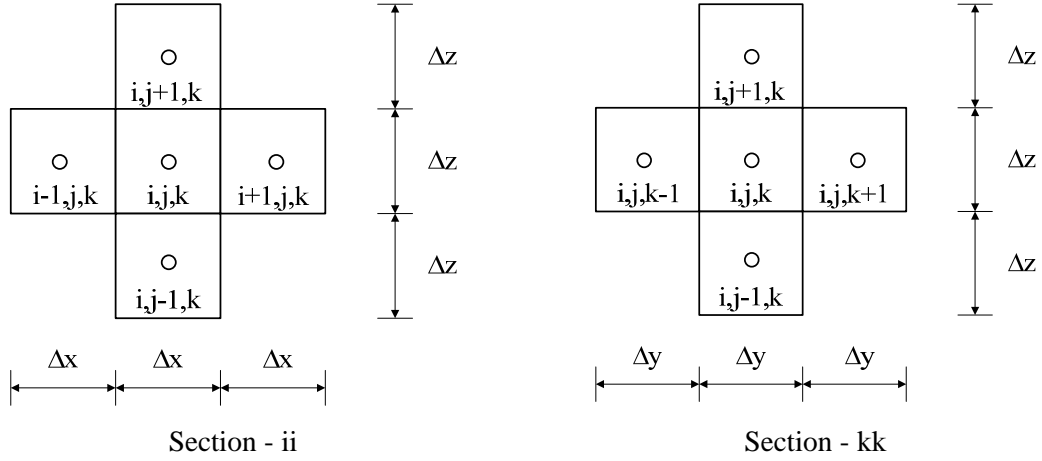 i,j+1,k
i-1,j,k
i,j,k
i+1,j,k
i,j-1,k
Δz
Δz
Δz
Δx
Δx
Δx
Section - ii
i,j+1,k
i,j,k-1
i,j,k
i,j,k+1
i,j-1,k
Δz
Δz
Δz
Δy
Δy
Δy
Section - kk